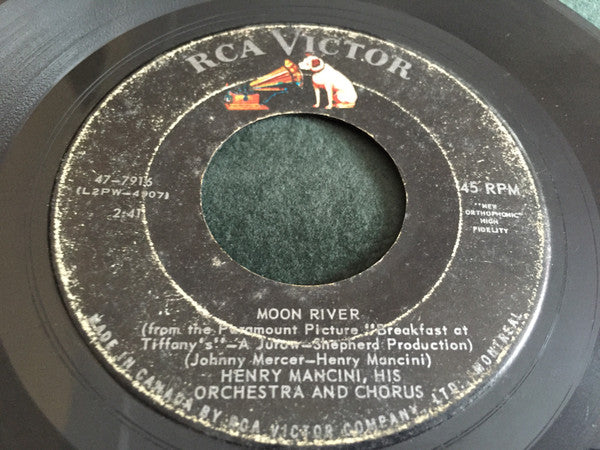 RCA VICTOR
47-7916
(L2PW-4907)
2:41
45 RPM
"NEW
ORTHOPHONIC"
HIGH
FIDELITY
MOON RIVER
(from the Paramount Picture "Breakfast at
Tiffany's"—A Jurow-Shepherd Production)
(Johnny Mercer-Henry Mancini)
HENRY MANCINI, HIS
ORCHESTRA AND CHORUS
MADE IN CANADA BY RCA VICTOR COMPANY, LTD., MONTREAL